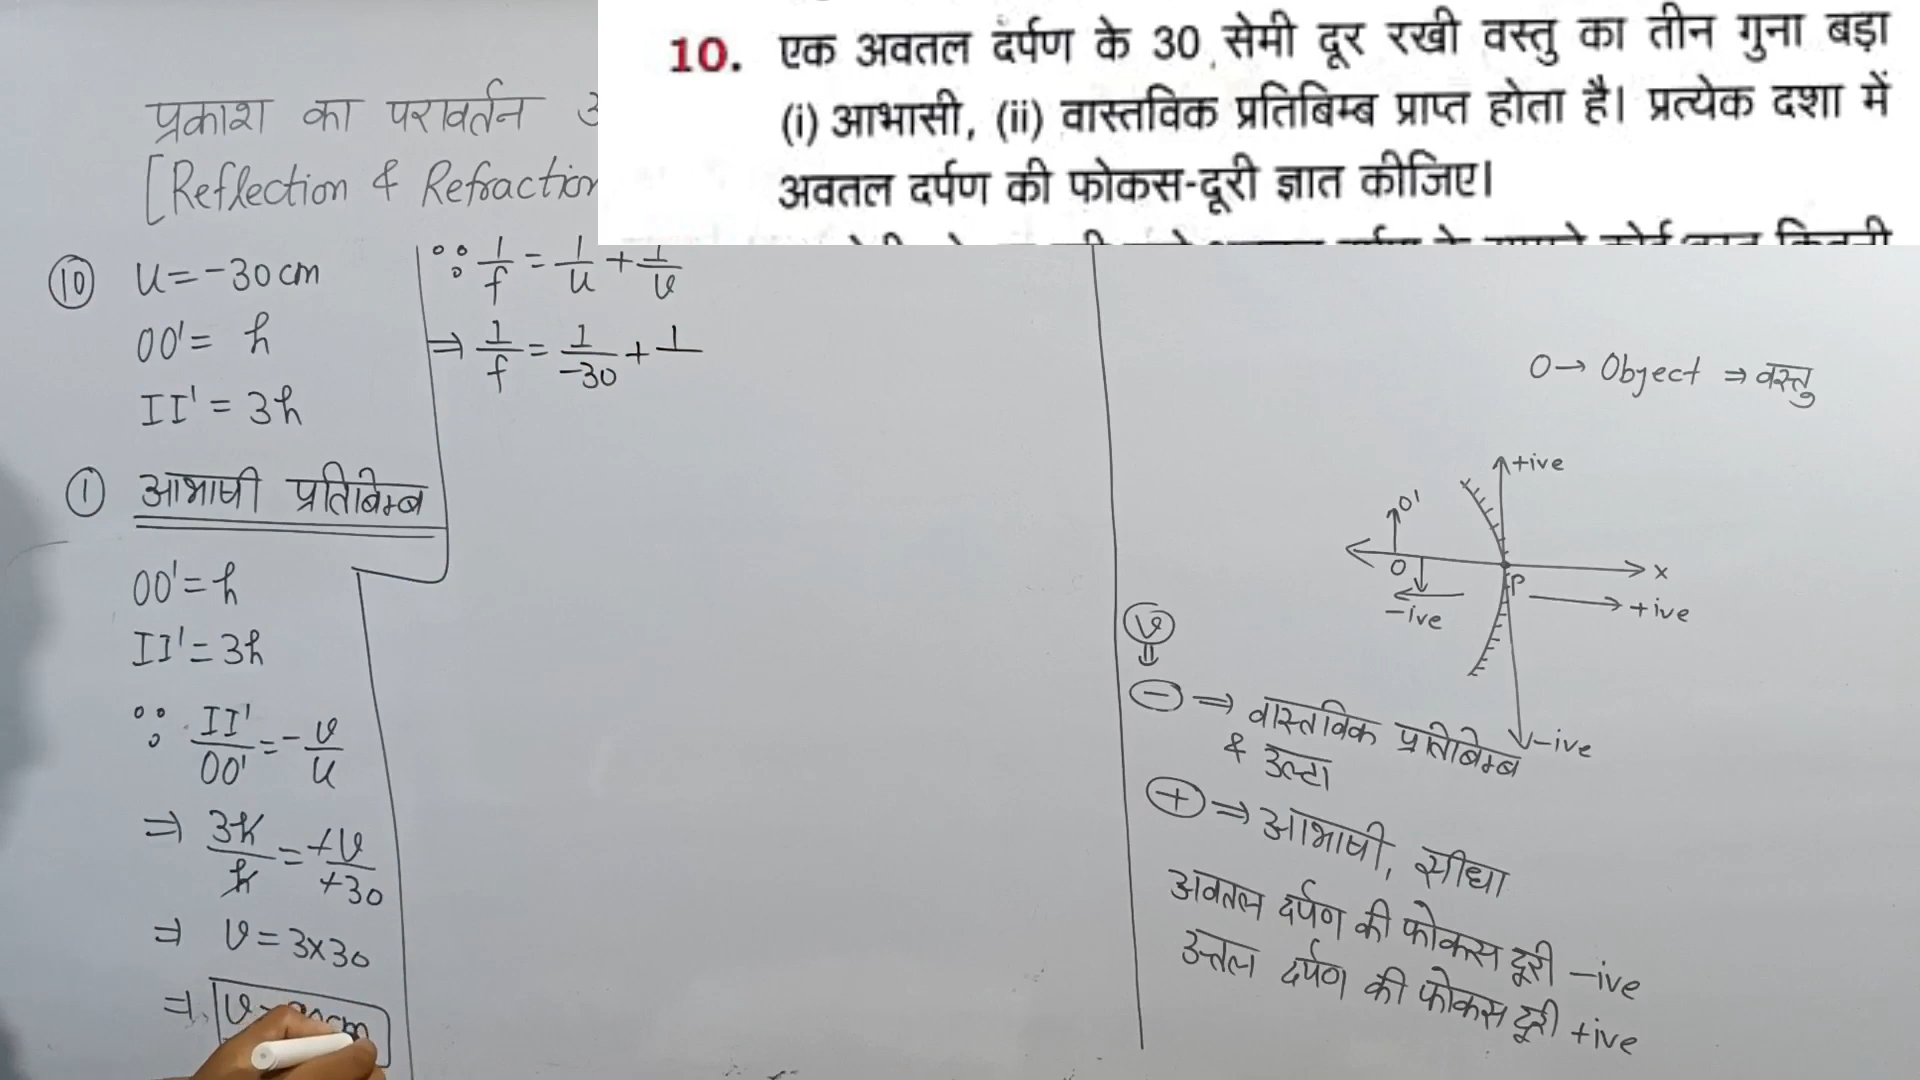 10. एक अवतल दर्पण के 30 सेमी दूर रखी वस्तु का तीन गुना बड़ा
(i) आभासी, (ii) वास्तविक प्रतिबिम्ब प्राप्त होता है। प्रत्येक दशा में
अवतल दर्पण की फोकस-दूरी ज्ञात कीजिए।
प्रकाश का परावर्तन
[Reflection & Refraction
⑩ u = -30 cm
OO' = h
II' = 3h
① आभाषी प्रतिबिम्ब
OO' = h
II' = 3h
∵ II'/OO' = -v/u
⇒ 3h/h = +v/+30
⇒ v = 3×30
⇒ v =
∵ 1/f = 1/u + 1/v
⇒ 1/f = 1/-30 + 1/
O → Object ⇒ वस्तु
+ive
O'
O
x
P
-ive
+ive
-ive
v
⇓
⊖ ⇒ वास्तविक प्रतिबिम्ब
& उल्टा
⊕ ⇒ आभाषी, सीधा
अवतल दर्पण की फोकस दूरी -ive
उत्तल दर्पण की फोकस दूरी +ive